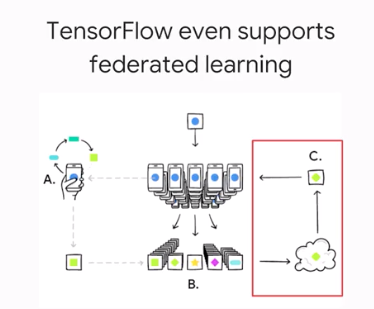 TensorFlow even supports
federated learning
C.
A.
B.